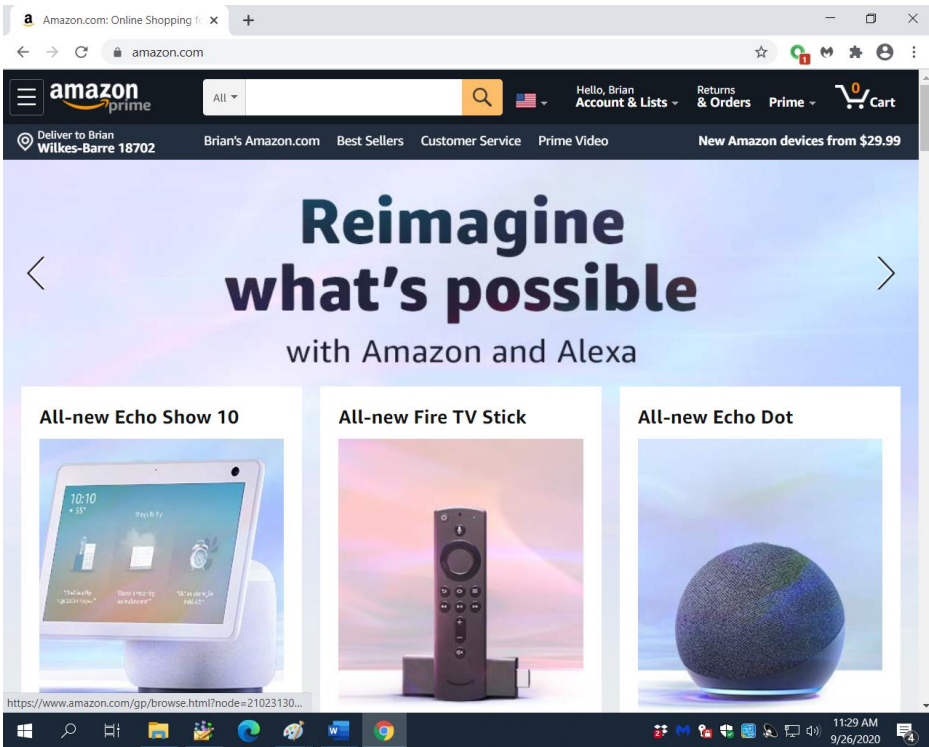 Amazon.com: Online Shopping f
amazon.com
1
amazon
prime
All
Hello, Brian
Account & Lists
Returns
& Orders
Prime
0
Cart
Deliver to Brian
Wilkes-Barre 18702
Brian's Amazon.com Best Sellers Customer Service Prime Video
New Amazon devices from $29.99
Reimagine
what's possible
with Amazon and Alexa
All-new Echo Show 10
All-new Fire TV Stick
All-new Echo Dot
10:10
55°
https://www.amazon.com/gp/browse.html?node=21023130...
11:29 AM
9/26/2020
4